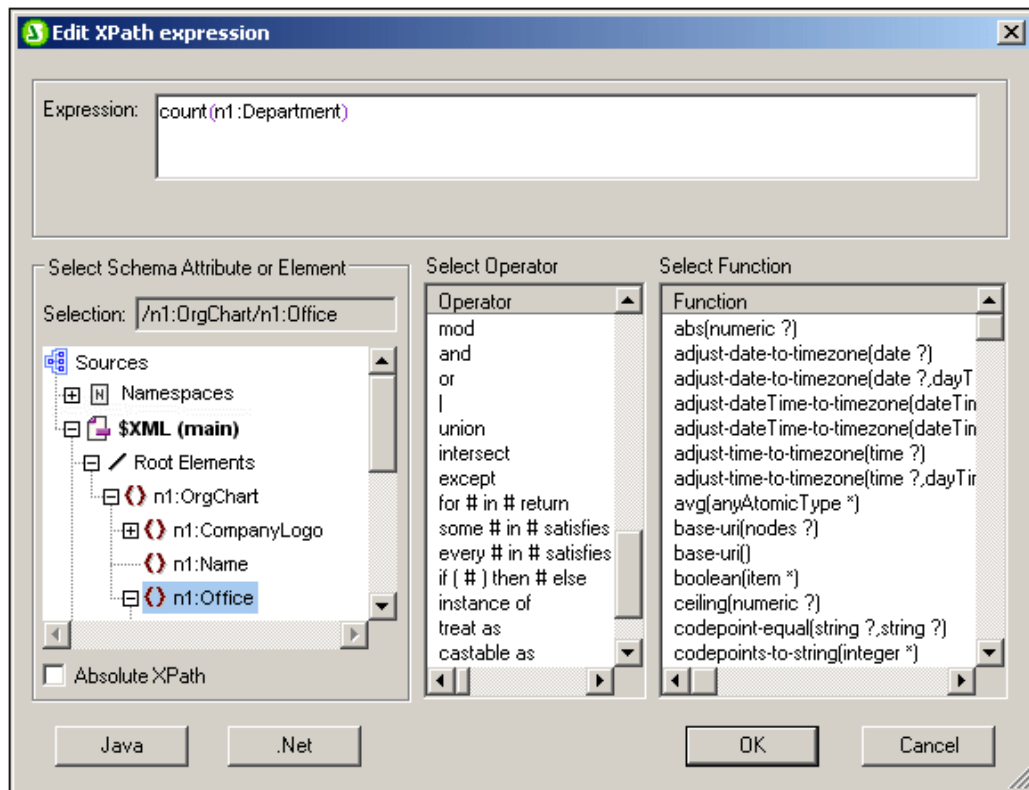 Edit XPath expression
Expression:
count(n1:Department)
Select Schema Attribute or Element
Selection: /n1:OrgChart/n1:Office
Sources
N Namespaces
$XML (main)
Root Elements
n1:OrgChart
n1:CompanyLogo
n1:Name
n1:Office
Absolute XPath
Select Operator
Operator
mod
and
or
|
union
intersect
except
for # in # return
some # in # satisfies
every # in # satisfies
if ( # ) then # else
instance of
treat as
castable as
Select Function
Function
abs(numeric ?)
adjust-date-to-timezone(date ?)
adjust-date-to-timezone(date ?,dayT
adjust-dateTime-to-timezone(dateTin
adjust-dateTime-to-timezone(dateTin
adjust-time-to-timezone(time ?)
adjust-time-to-timezone(time ?,dayTir
avg(anyAtomicType *)
base-uri(nodes ?)
base-uri()
boolean(item *)
ceiling(numeric ?)
codepoint-equal(string ?,string ?)
codepoints-to-string(integer *)
Java
.Net
OK
Cancel